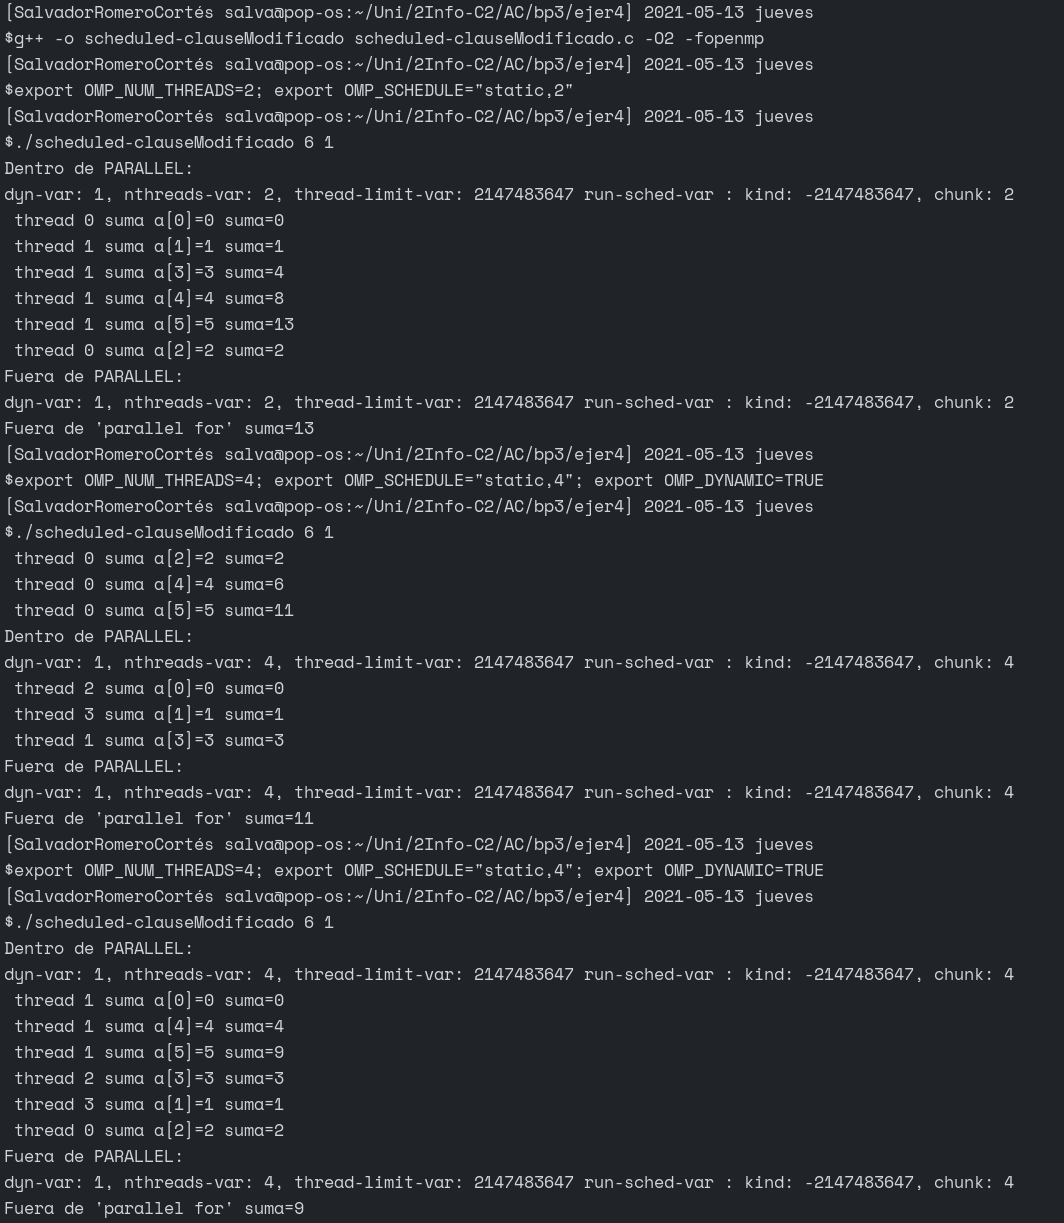 [SalvadorRomeroCortés salva@pop-os:~/Uni/2Info-C2/AC/bp3/ejer4] 2021-05-13 jueves
$g++ -o scheduled-clauseModificado scheduled-clauseModificado.c -O2 -fopenmp
[SalvadorRomeroCortés salva@pop-os:~/Uni/2Info-C2/AC/bp3/ejer4] 2021-05-13 jueves
$export OMP_NUM_THREADS=2; export OMP_SCHEDULE="static,2"
[SalvadorRomeroCortés salva@pop-os:~/Uni/2Info-C2/AC/bp3/ejer4] 2021-05-13 jueves
$./scheduled-clauseModificado 6 1
Dentro de PARALLEL:
dyn-var: 1, nthreads-var: 2, thread-limit-var: 2147483647 run-sched-var : kind: -2147483647, chunk: 2
 thread 0 suma a[0]=0 suma=0
 thread 1 suma a[1]=1 suma=1
 thread 1 suma a[3]=3 suma=4
 thread 1 suma a[4]=4 suma=8
 thread 1 suma a[5]=5 suma=13
 thread 0 suma a[2]=2 suma=2
Fuera de PARALLEL:
dyn-var: 1, nthreads-var: 2, thread-limit-var: 2147483647 run-sched-var : kind: -2147483647, chunk: 2
Fuera de 'parallel for' suma=13
[SalvadorRomeroCortés salva@pop-os:~/Uni/2Info-C2/AC/bp3/ejer4] 2021-05-13 jueves
$export OMP_NUM_THREADS=4; export OMP_SCHEDULE="static,4"; export OMP_DYNAMIC=TRUE
[SalvadorRomeroCortés salva@pop-os:~/Uni/2Info-C2/AC/bp3/ejer4] 2021-05-13 jueves
$./scheduled-clauseModificado 6 1
 thread 0 suma a[2]=2 suma=2
 thread 0 suma a[4]=4 suma=6
 thread 0 suma a[5]=5 suma=11
Dentro de PARALLEL:
dyn-var: 1, nthreads-var: 4, thread-limit-var: 2147483647 run-sched-var : kind: -2147483647, chunk: 4
 thread 2 suma a[0]=0 suma=0
 thread 3 suma a[1]=1 suma=1
 thread 1 suma a[3]=3 suma=3
Fuera de PARALLEL:
dyn-var: 1, nthreads-var: 4, thread-limit-var: 2147483647 run-sched-var : kind: -2147483647, chunk: 4
Fuera de 'parallel for' suma=11
[SalvadorRomeroCortés salva@pop-os:~/Uni/2Info-C2/AC/bp3/ejer4] 2021-05-13 jueves
$export OMP_NUM_THREADS=4; export OMP_SCHEDULE="static,4"; export OMP_DYNAMIC=TRUE
[SalvadorRomeroCortés salva@pop-os:~/Uni/2Info-C2/AC/bp3/ejer4] 2021-05-13 jueves
$./scheduled-clauseModificado 6 1
Dentro de PARALLEL:
dyn-var: 1, nthreads-var: 4, thread-limit-var: 2147483647 run-sched-var : kind: -2147483647, chunk: 4
 thread 1 suma a[0]=0 suma=0
 thread 1 suma a[4]=4 suma=4
 thread 1 suma a[5]=5 suma=9
 thread 2 suma a[3]=3 suma=3
 thread 3 suma a[1]=1 suma=1
 thread 0 suma a[2]=2 suma=2
Fuera de PARALLEL:
dyn-var: 1, nthreads-var: 4, thread-limit-var: 2147483647 run-sched-var : kind: -2147483647, chunk: 4
Fuera de 'parallel for' suma=9